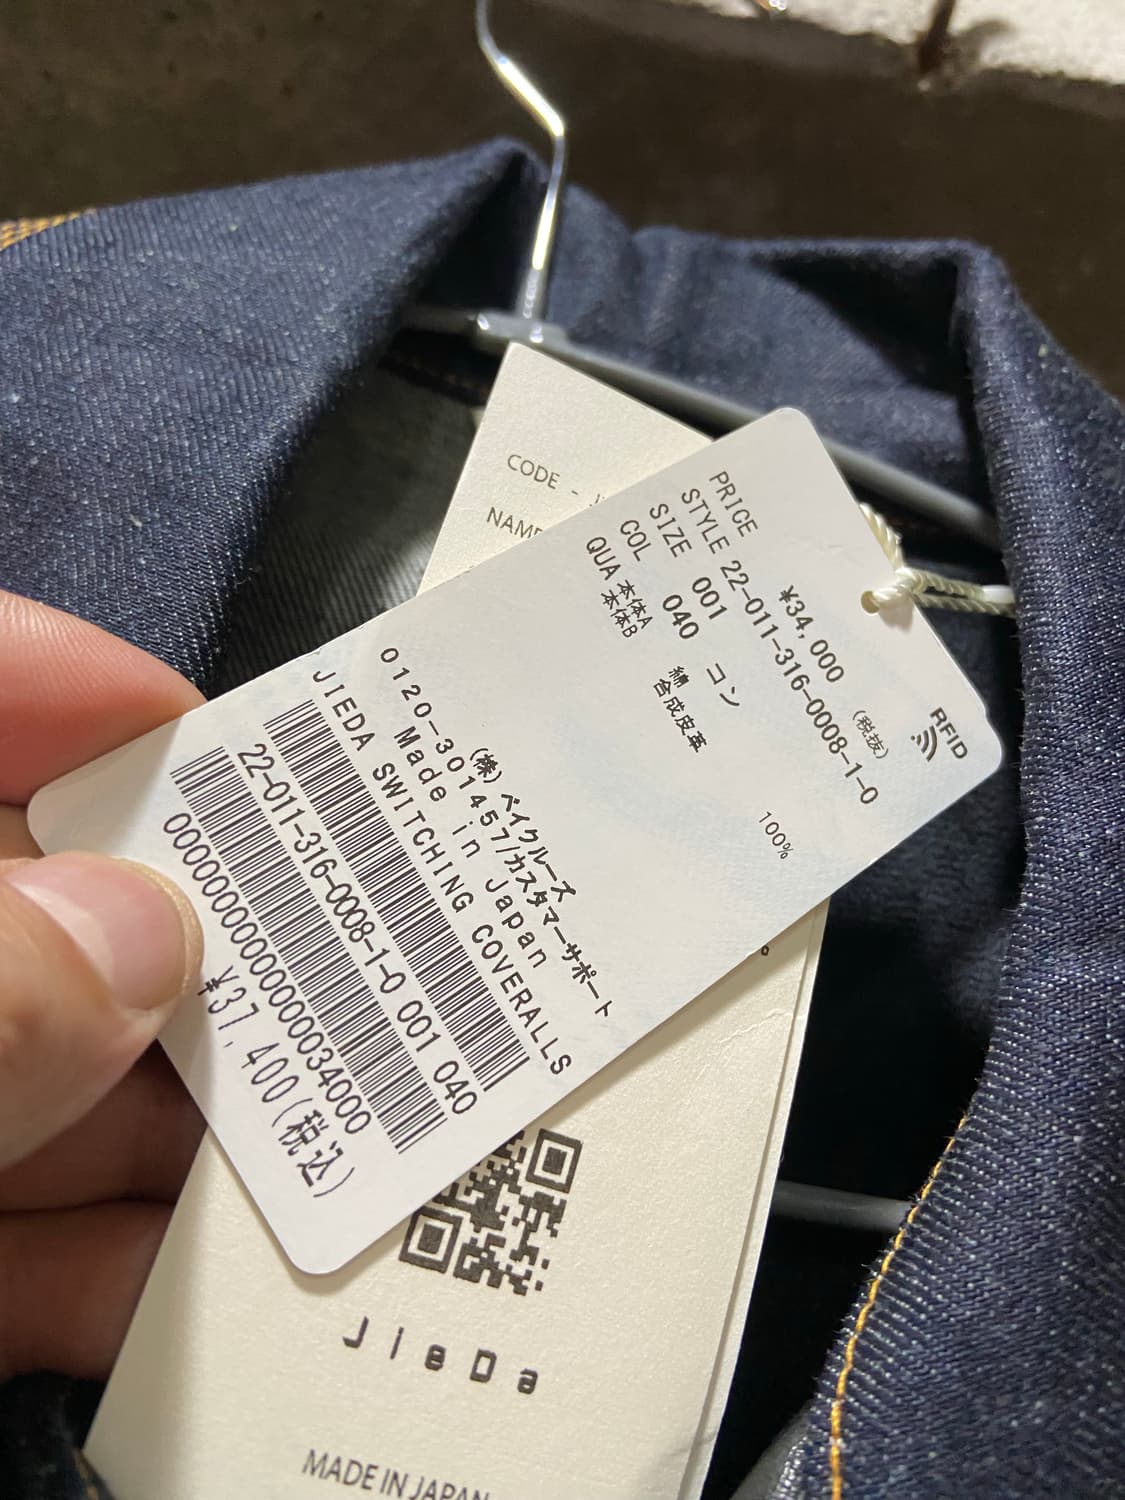 CODE -
NAME
RFID
PRICE ¥34,000 (税抜)
STYLE 22-011-316-0008-1-0
SIZE 001
COL 040 コン
QUA 本体A 綿 100%
本体B 合成皮革
(株)ベイクルーズ
0120-301457/カスタマーサポート
Made in Japan
JIEDA SWITCHING COVERALLS
22-011-316-0008-1-0 001 040
¥37,400(税込)
JieDa
MADE IN JAPAN